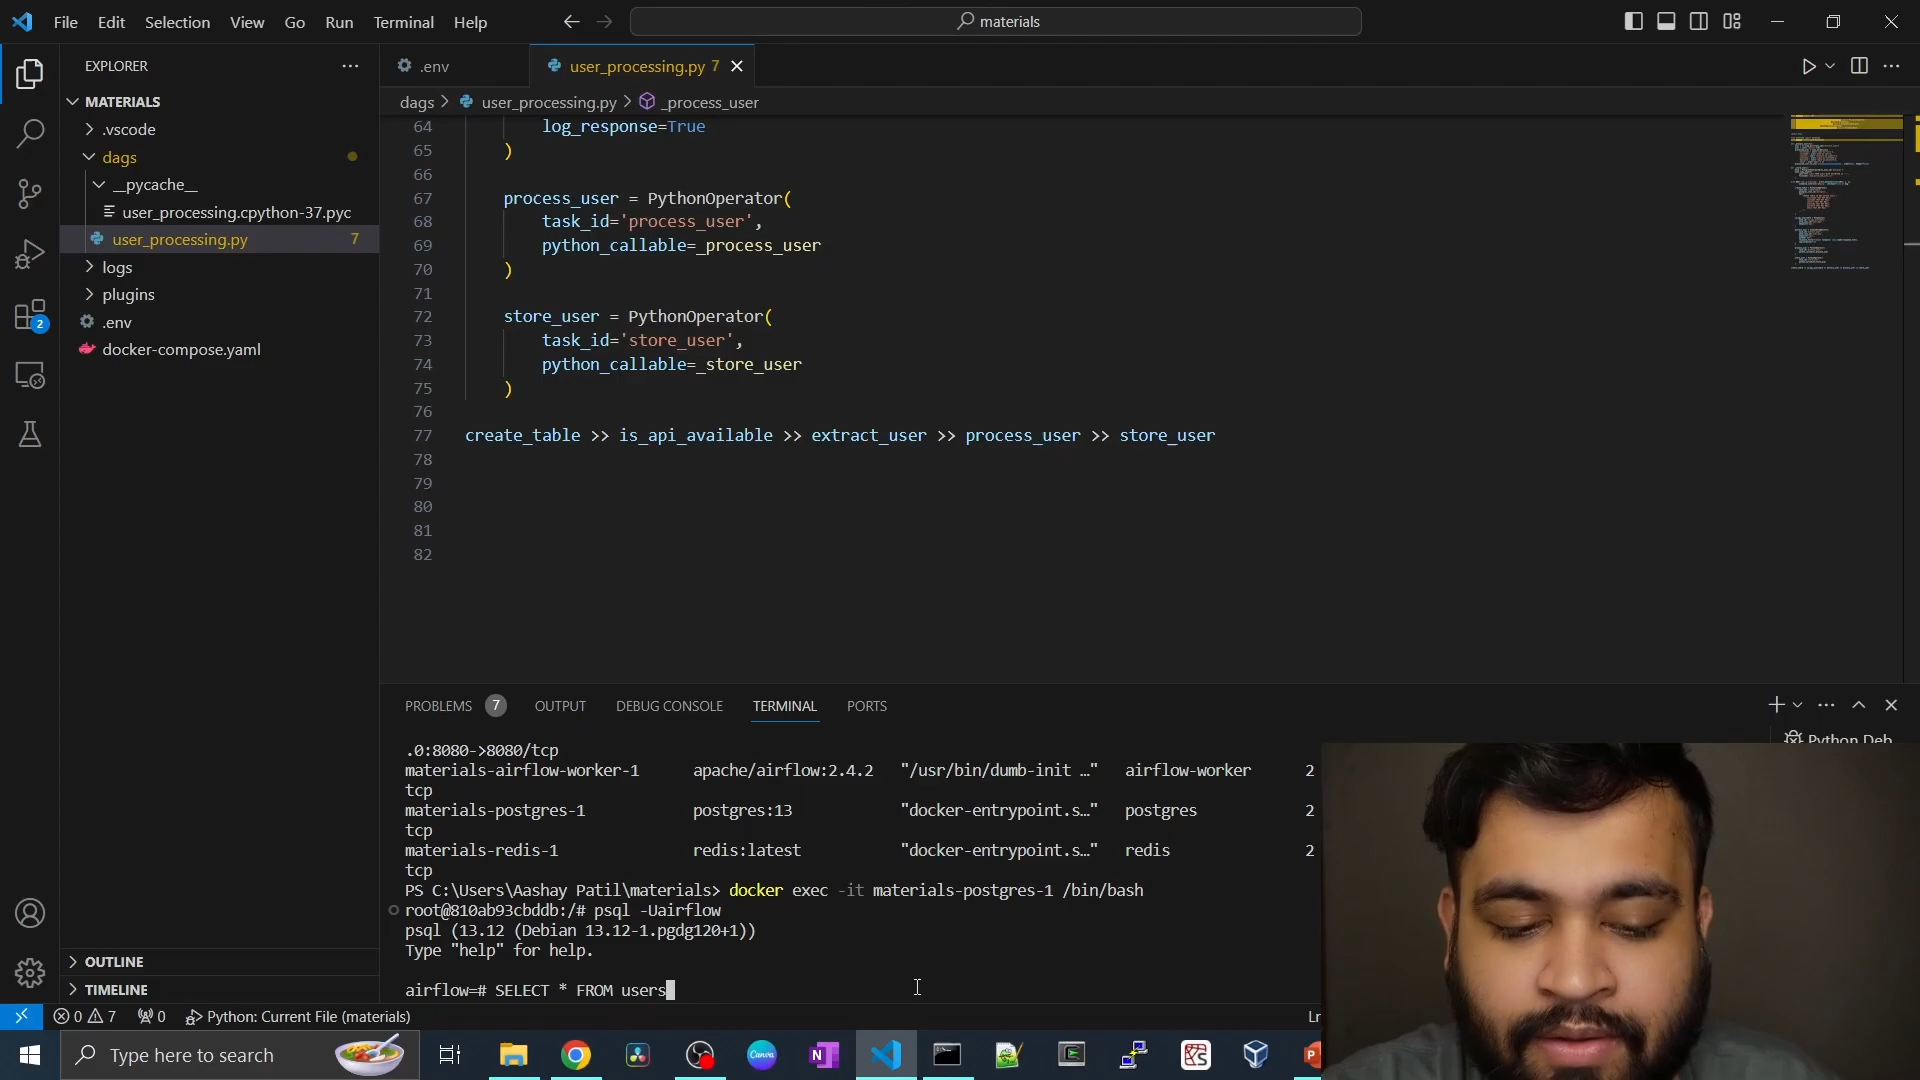 File Edit Selection View Go Run Terminal Help
materials
EXPLORER
MATERIALS
.vscode
dags
__pycache__
user_processing.cpython-37.pyc
user_processing.py 7
logs
plugins
.env
docker-compose.yaml
OUTLINE
TIMELINE
2
.env
user_processing.py 7
dags > user_processing.py > _process_user
64 log_response=True
65 )
66
67 process_user = PythonOperator(
68 task_id='process_user',
69 python_callable=_process_user
70 )
71
72 store_user = PythonOperator(
73 task_id='store_user',
74 python_callable=_store_user
75 )
76
77 create_table >> is_api_available >> extract_user >> process_user >> store_user
78
79
80
81
82
PROBLEMS 7 OUTPUT DEBUG CONSOLE TERMINAL PORTS
Python Deb
.0:8080->8080/tcp
materials-airflow-worker-1 apache/airflow:2.4.2 "/usr/bin/dumb-init …" airflow-worker 2
tcp
materials-postgres-1 postgres:13 "docker-entrypoint.s…" postgres 2
tcp
materials-redis-1 redis:latest "docker-entrypoint.s…" redis 2
tcp
PS C:\Users\Aashay Patil\materials> docker exec -it materials-postgres-1 /bin/bash
root@810ab93cbddb:/# psql -Uairflow
psql (13.12 (Debian 13.12-1.pgdg120+1))
Type "help" for help.
airflow=# SELECT * FROM users
0 7 0 Python: Current File (materials) Ln
Type here to search
Canva
N